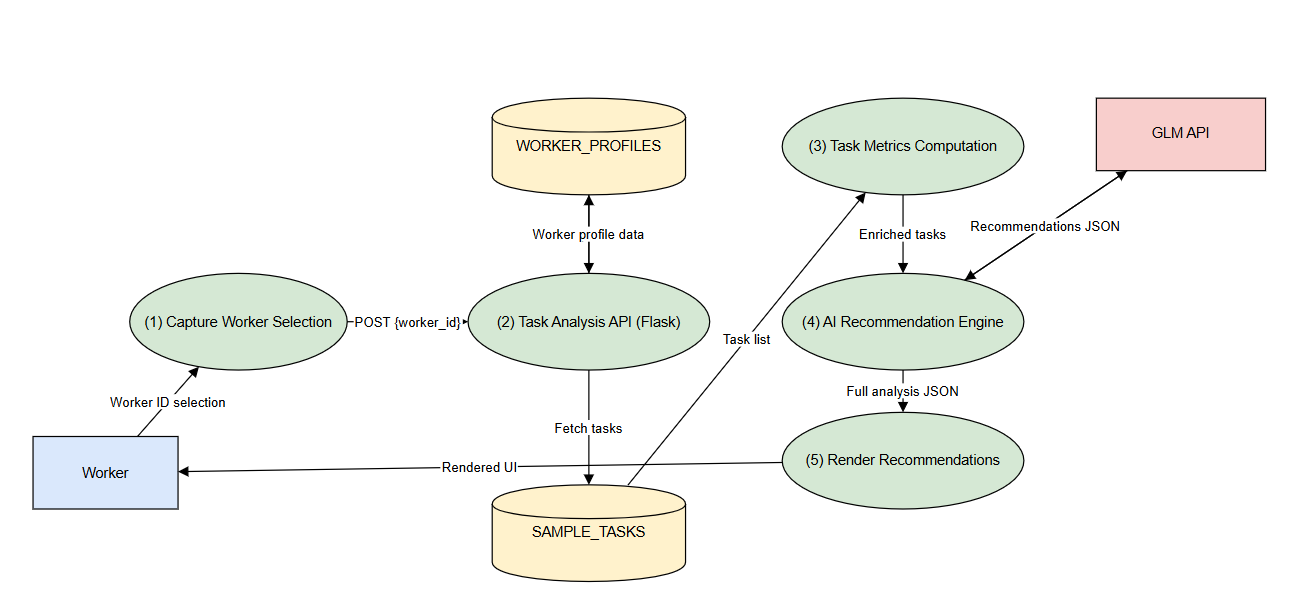 WORKER_PROFILES
(3) Task Metrics Computation
GLM API
Worker profile data
Enriched tasks
Recommendations JSON
(1) Capture Worker Selection
POST {worker_id}
(2) Task Analysis API (Flask)
Task list
(4) AI Recommendation Engine
Worker ID selection
Fetch tasks
Full analysis JSON
Worker
Rendered UI
(5) Render Recommendations
SAMPLE_TASKS